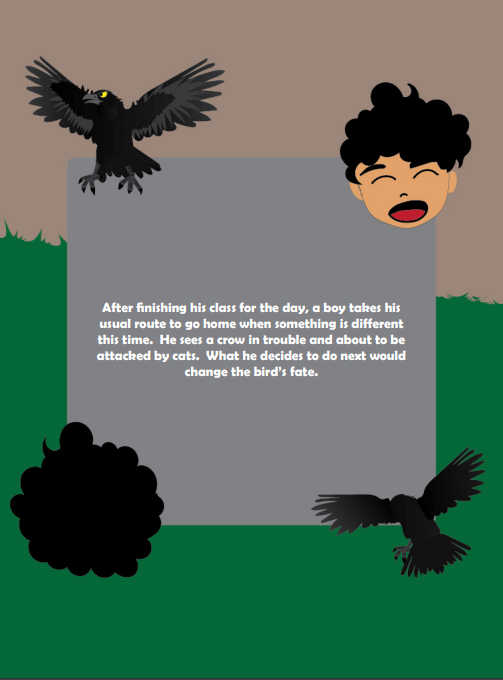 After finishing his class for the day, a boy takes his
usual route to go home when something is different
this time.  He sees a crow in trouble and about to be
attacked by cats.  What he decides to do next would
change the bird's fate.